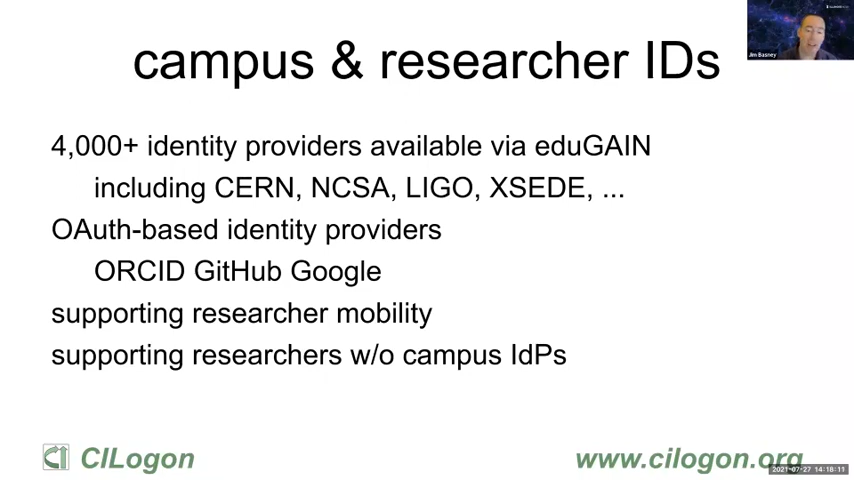 campus & researcher IDs
Jim Basney
4,000+ identity providers available via eduGAIN
including CERN, NCSA, LIGO, XSEDE, ...
OAuth-based identity providers
ORCID GitHub Google
supporting researcher mobility
supporting researchers w/o campus IdPs
CILogon
www.cilogon.org
2021-07-27 14:18:11